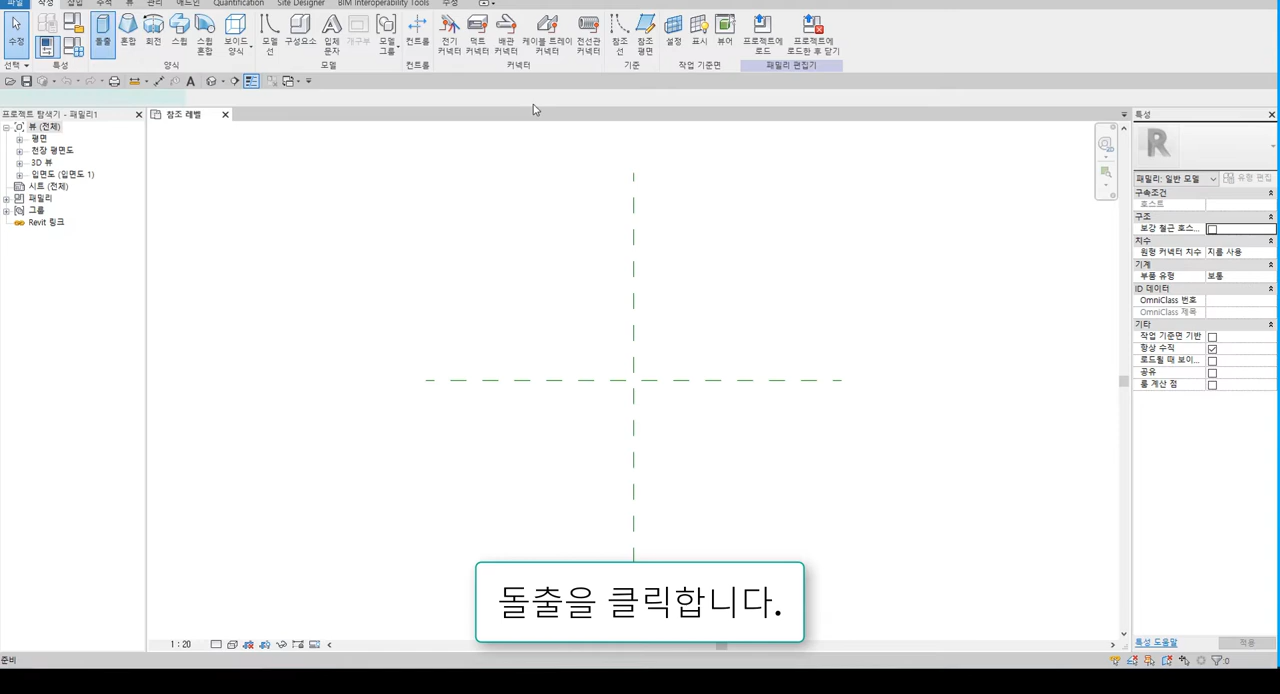 파일 작성 삽입 주석 뷰 관리 애드인 Quantification Site Designer BIM Interoperability Tools 수정
수정 돌출 혼합 회전 스윕 스윕 혼합 보이드 양식 모델 선 구성요소 입체 문자 개구부 모델 그룹 컨트롤 전기 커넥터 덕트 커넥터 배관 커넥터 케이블 트레이 커넥터 전선관 커넥터 참조 선 참조 평면 설정 표시 뷰어 프로젝트에 로드 프로젝트에 로드한 후 닫기
선택 특성 양식 모델 컨트롤 커넥터 기준 작업 기준면 패밀리 편집기
프로젝트 탐색기 - 패밀리1
뷰 (전체)
평면
천장 평면도
3D 뷰
입면도 (입면도 1)
시트 (전체)
패밀리
그룹
Revit 링크
참조 레벨
특성
R
패밀리: 일반 모델 유형 편집
구속조건
호스트
구조
보강 철근 호스...
치수
원형 커넥터 치수 지름 사용
기계
부품 유형 보통
ID 데이터
OmniClass 번호
OmniClass 제목
기타
작업 기준면 기반
항상 수직
로드될 때 보이...
공유
룸 계산 점
돌출을 클릭합니다.
1 : 20
특성 도움말 적용
준비
:0